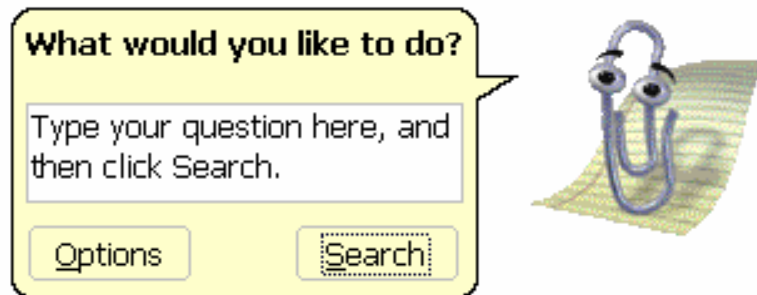 What would you like to do?
Type your question here, and
then click Search.
Options
Search